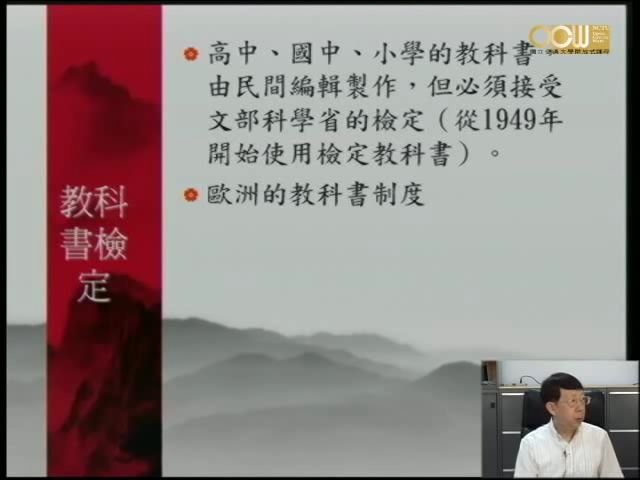 高中、國中、小學的教科書
由民間編輯製作，但必須接受
文部科學省的檢定（從1949年
開始使用檢定教科書）。
歐洲的教科書制度
教科
書檢
定
OCW